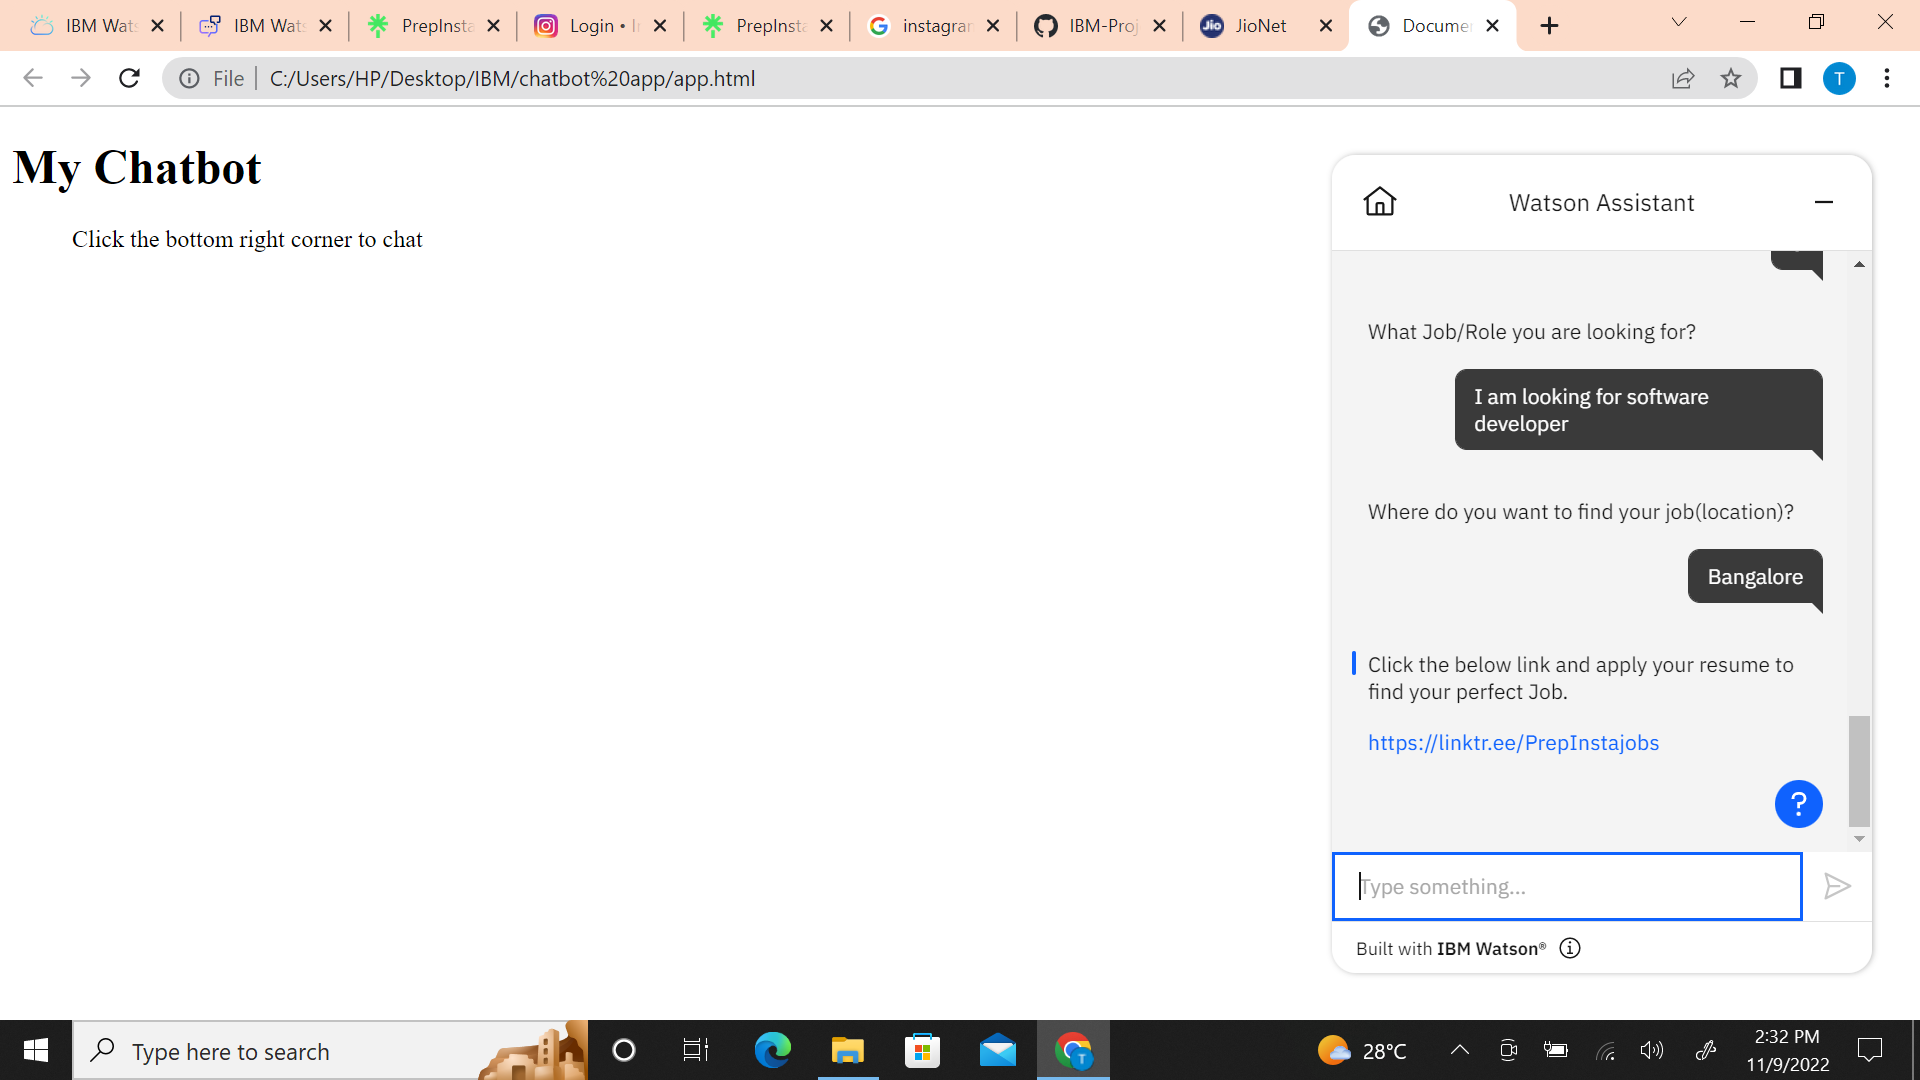 IBM Wats
IBM Wats
PrepInsta
Login • I
PrepInsta
instagram
IBM-Proj
JioNet
Documen
File
C:/Users/HP/Desktop/IBM/chatbot%20app/app.html
T
My Chatbot
Click the bottom right corner to chat
Watson Assistant
What Job/Role you are looking for?
I am looking for software
developer
Where do you want to find your job(location)?
Bangalore
Click the below link and apply your resume to
find your perfect Job.
https://linktr.ee/PrepInstajobs
?
Type something...
Built with IBM Watson®
Type here to search
T
28°C
2:32 PM
11/9/2022